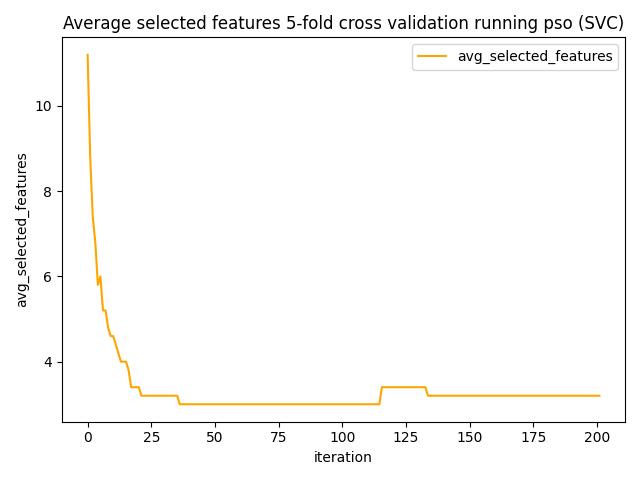 Average selected features 5-fold cross validation running pso (SVC)
avg_selected_features
10
8
6
4
avg_selected_features
0 25 50 75 100 125 150 175 200
iteration